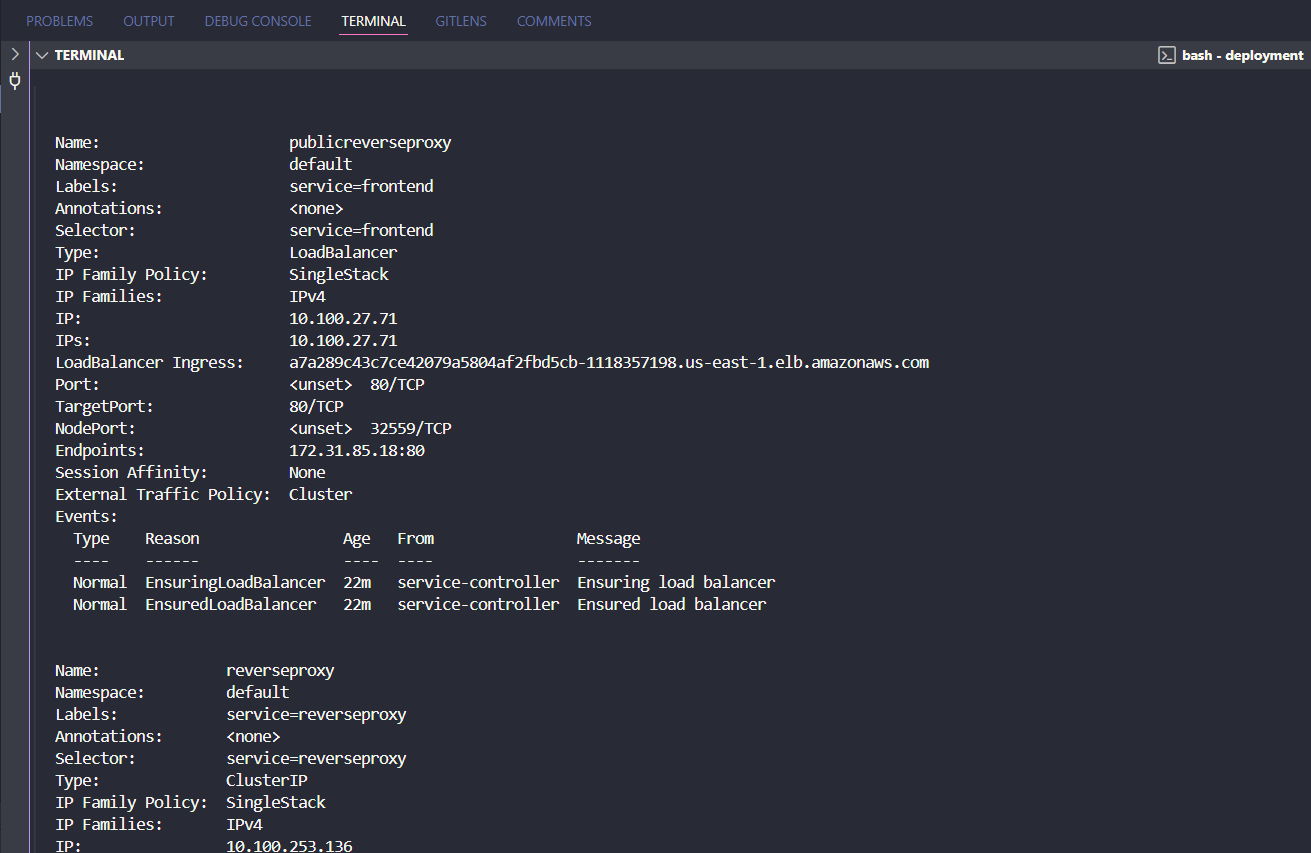 PROBLEMS OUTPUT DEBUG CONSOLE TERMINAL GITLENS COMMENTS
TERMINAL bash - deployment
Name: publicreverseproxy
Namespace: default
Labels: service=frontend
Annotations: <none>
Selector: service=frontend
Type: LoadBalancer
IP Family Policy: SingleStack
IP Families: IPv4
IP: 10.100.27.71
IPs: 10.100.27.71
LoadBalancer Ingress: a7a289c43c7ce42079a5804af2fbd5cb-1118357198.us-east-1.elb.amazonaws.com
Port: <unset> 80/TCP
TargetPort: 80/TCP
NodePort: <unset> 32559/TCP
Endpoints: 172.31.85.18:80
Session Affinity: None
External Traffic Policy: Cluster
Events:
Type Reason Age From Message
---- ------ ---- ---- -------
Normal EnsuringLoadBalancer 22m service-controller Ensuring load balancer
Normal EnsuredLoadBalancer 22m service-controller Ensured load balancer
Name: reverseproxy
Namespace: default
Labels: service=reverseproxy
Annotations: <none>
Selector: service=reverseproxy
Type: ClusterIP
IP Family Policy: SingleStack
IP Families: IPv4
IP: 10.100.253.136